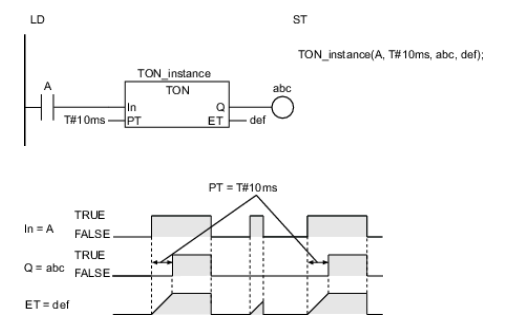 LD
ST
TON_instance(A, T#10ms, abc, def);
TON_instance
A
TON
abc
In
Q
T#10ms
PT
ET
def
PT = T#10ms
In = A
TRUE
FALSE
Q = abc
TRUE
FALSE
ET = def